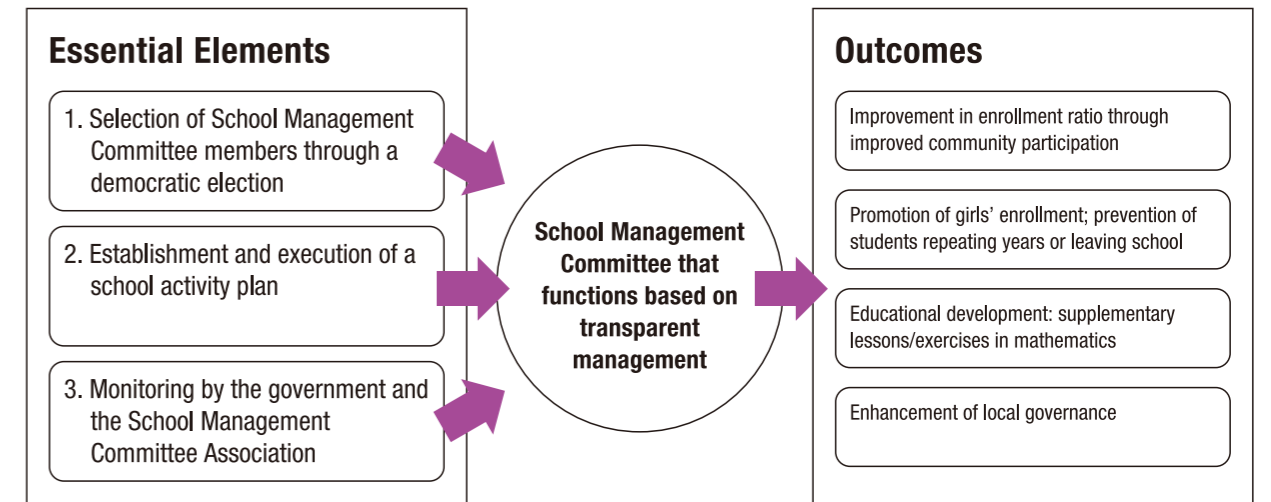 Essential Elements
1. Selection of School Management
Committee members through a
democratic election
2. Establishment and execution of a
school activity plan
3. Monitoring by the government and
the School Management
Committee Association
School Management
Committee that
functions based on
transparent
management
Outcomes
Improvement in enrollment ratio through
improved community participation
Promotion of girls’ enrollment; prevention of
students repeating years or leaving school
Educational development: supplementary
lessons/exercises in mathematics
Enhancement of local governance